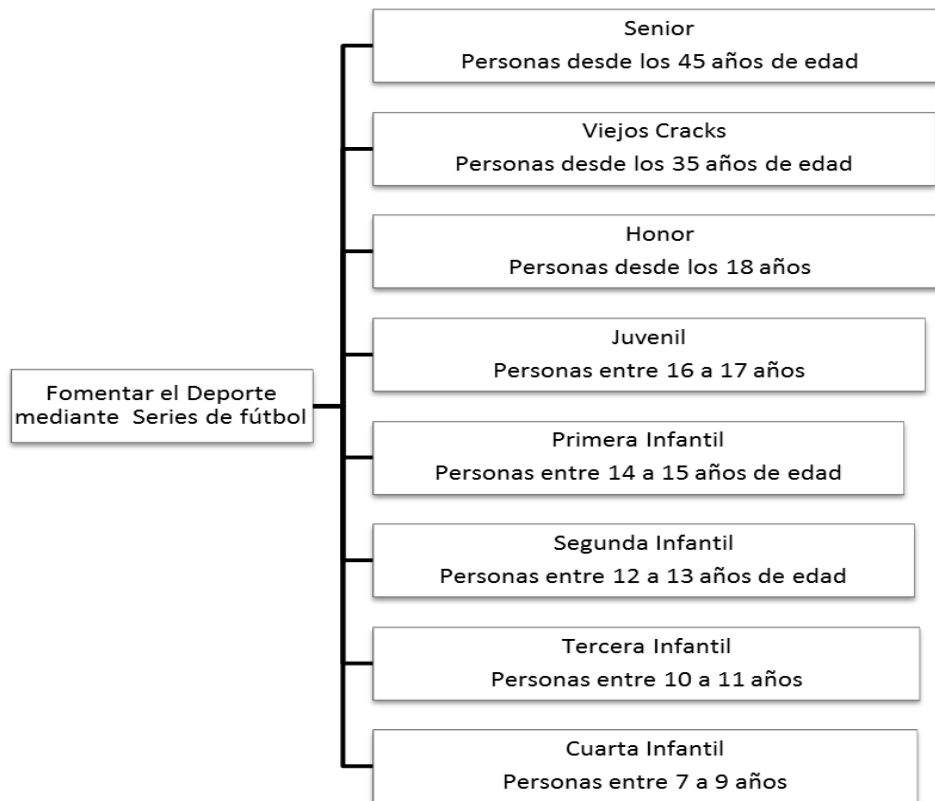 Senior
Personas desde los 45 años de edad
Viejos Cracks
Personas desde los 35 años de edad
Honor
Personas desde los 18 años
Juvenil
Personas entre 16 a 17 años
Fomentar el Deporte
mediante Series de fútbol
Primera Infantil
Personas entre 14 a 15 años de edad
Segunda Infantil
Personas entre 12 a 13 años de edad
Tercera Infantil
Personas entre 10 a 11 años
Cuarta Infantil
Personas entre 7 a 9 años